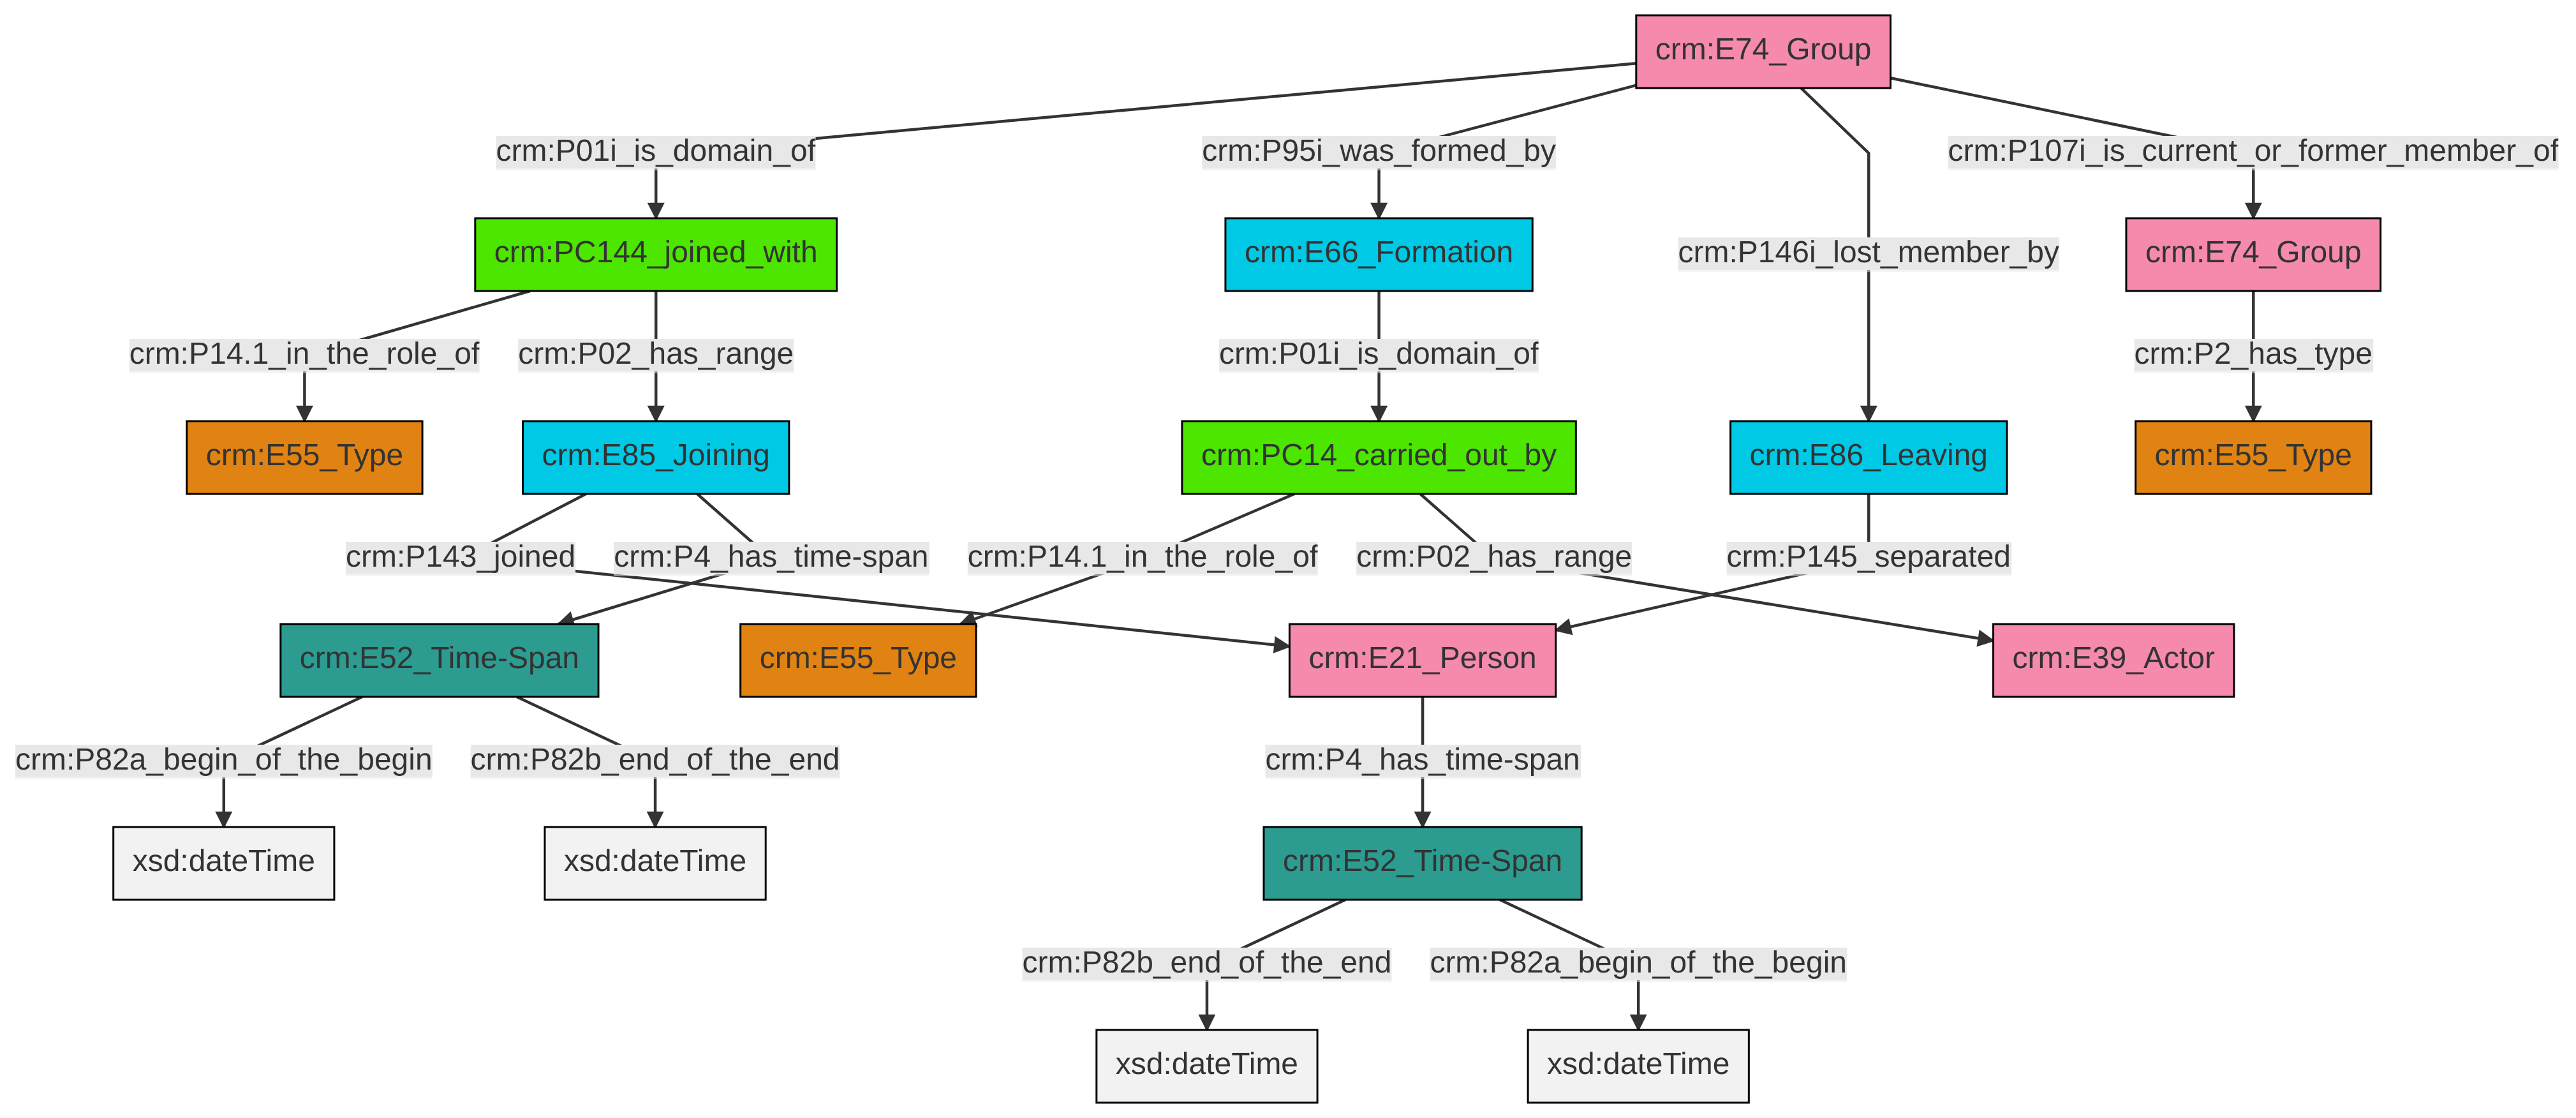 crm:E74_Group
crm:P01i_is_domain_of
crm:P95i_was_formed_by
crm:P107i_is_current_or_former_member_of
crm:PC144_joined_with
crm:E66_Formation
crm:P146i_lost_member_by
crm:E74_Group
crm:P14.1_in_the_role_of
crm:P02_has_range
crm:P01i_is_domain_of
crm:P2_has_type
crm:E55_Type
crm:E85_Joining
crm:PC14_carried_out_by
crm:E86_Leaving
crm:E55_Type
crm:P143_joined
crm:P4_has_time-span
crm:P14.1_in_the_role_of
crm:P02_has_range
crm:P145_separated
crm:E52_Time-Span
crm:E55_Type
crm:E21_Person
crm:E39_Actor
crm:P82a_begin_of_the_begin
crm:P82b_end_of_the_end
crm:P4_has_time-span
xsd:dateTime
xsd:dateTime
crm:E52_Time-Span
crm:P82b_end_of_the_end
crm:P82a_begin_of_the_begin
xsd:dateTime
xsd:dateTime